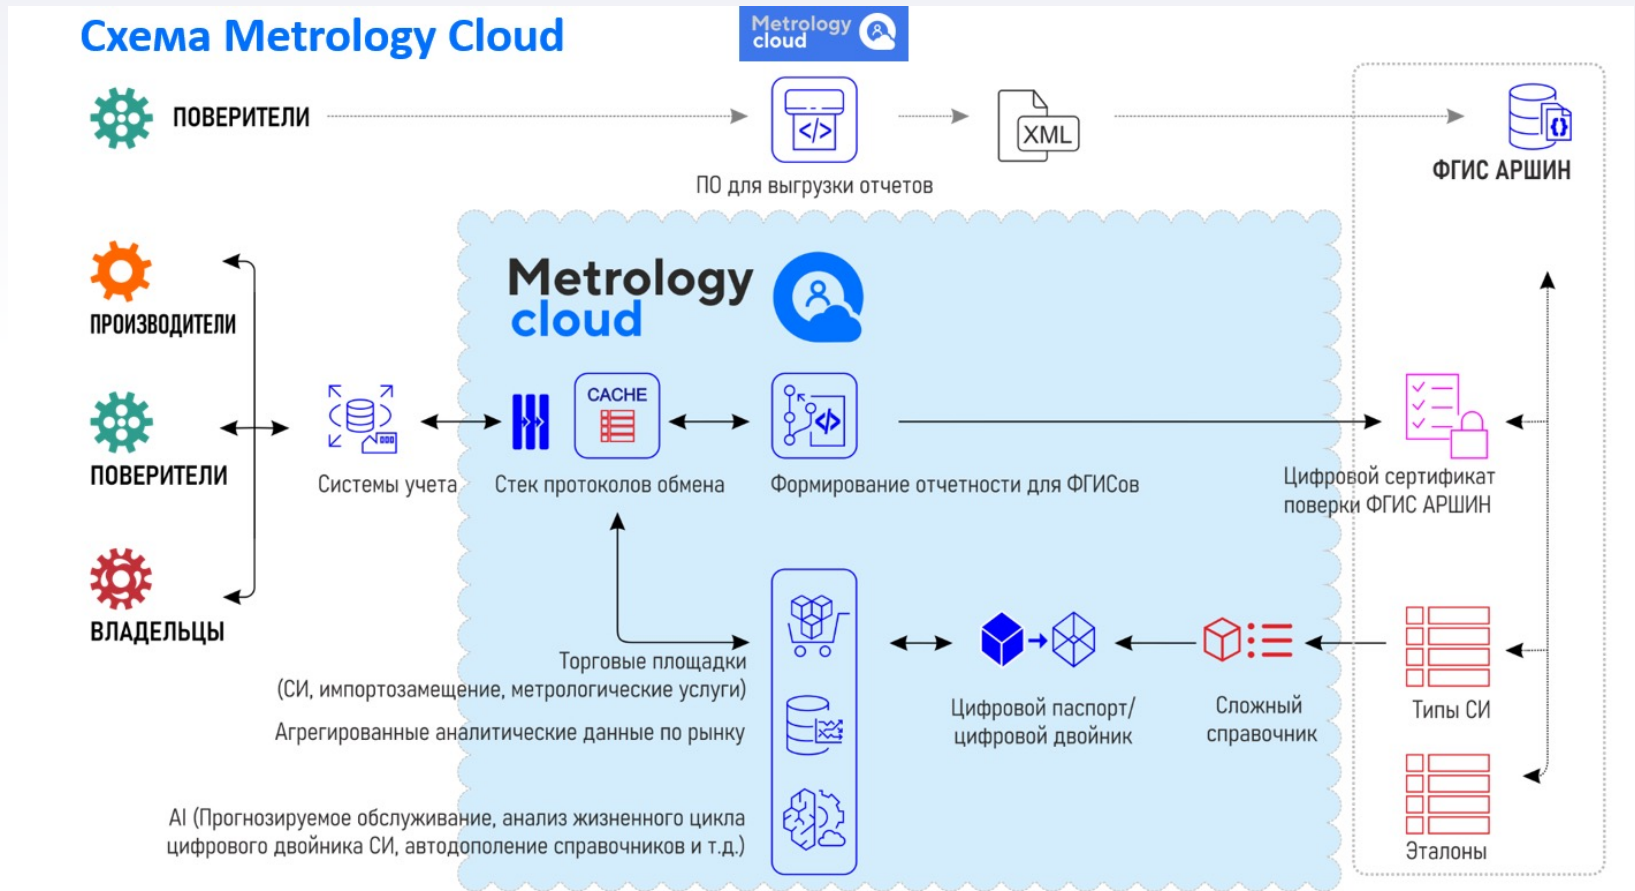 Схема Metrology Cloud
Metrology
cloud
ПОВЕРИТЕЛИ
</>
XML
{}
ПО для выгрузки отчетов
ФГИС АРШИН
Metrology
cloud
ПРОИЗВОДИТЕЛИ
CACHE
</>
ПОВЕРИТЕЛИ
Системы учета
Стек протоколов обмена
Формирование отчетности для ФГИСов
Цифровой сертификат
поверки ФГИС АРШИН
ВЛАДЕЛЬЦЫ
Торговые площадки
(СИ, импортозамещение, метрологические услуги)
Агрегированные аналитические данные по рынку
AI (Прогнозируемое обслуживание, анализ жизненного цикла
цифрового двойника СИ, автодополение справочников и т.д.)
Цифровой паспорт/
цифровой двойник
Сложный
справочник
Типы СИ
Эталоны